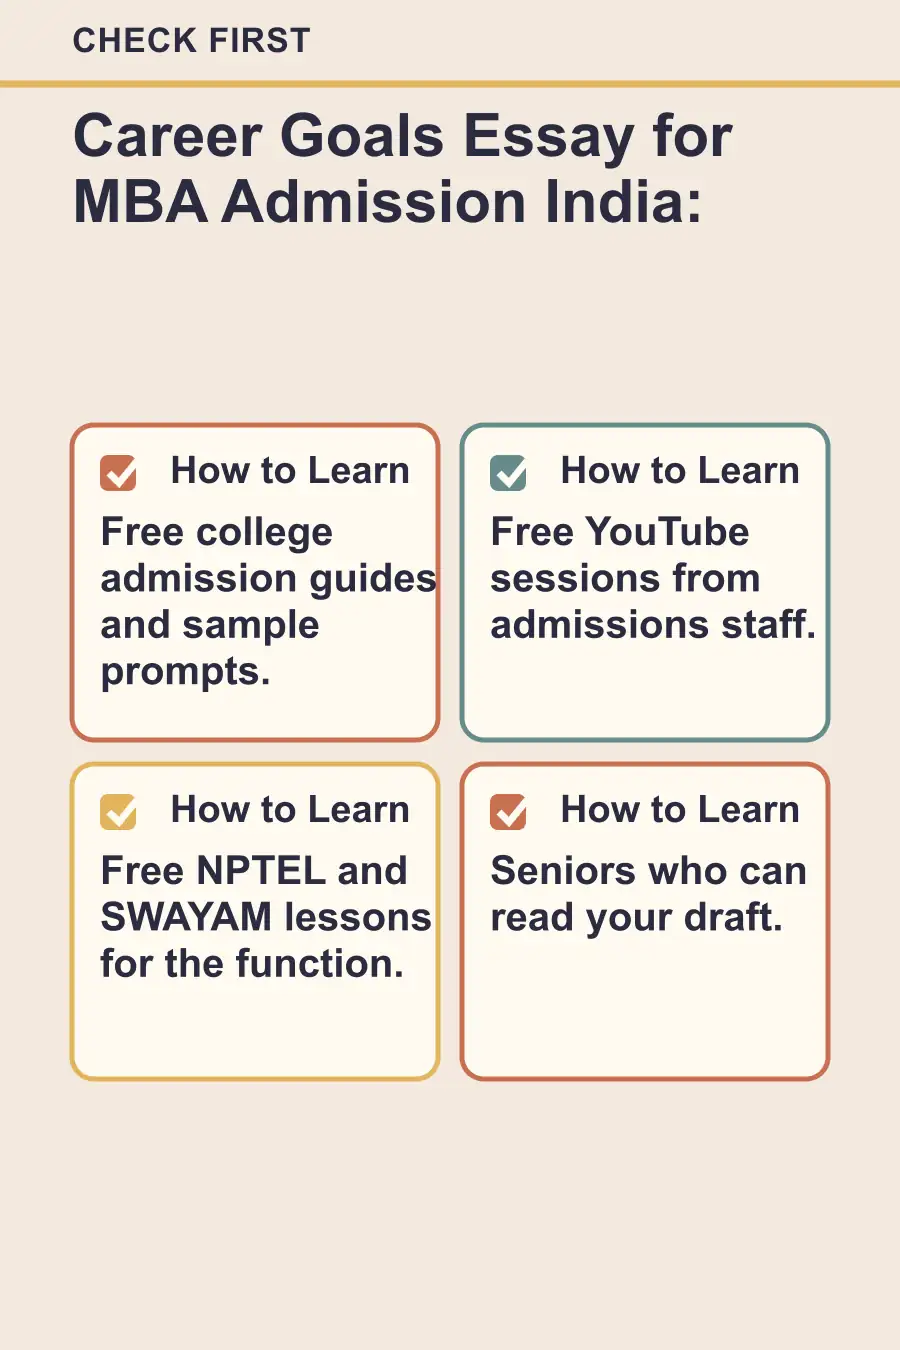 CHECK FIRST
Career Goals Essay for
MBA Admission India:
How to Learn
Free college
admission guides
and sample
prompts.
How to Learn
Free YouTube
sessions from
admissions staff.
How to Learn
Free NPTEL and
SWAYAM lessons
for the function.
How to Learn
Seniors who can
read your draft.